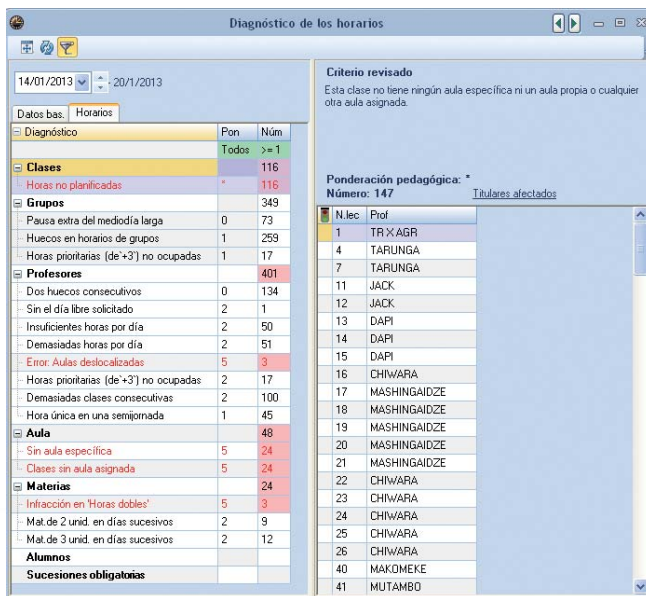 Diagnóstico de los horarios
14/01/2013 - 20/1/2013
Datos bas. Horarios
Diagnóstico Pon Núm
Todos >= 1
Clases 116
Horas no planificadas * 116
Grupos 349
Pausa extra del mediodía larga 0 73
Huecos en horarios de grupos 1 259
Horas prioritarias (de`+3') no ocupadas 1 17
Profesores 401
Dos huecos consecutivos 0 134
Sin el día libre solicitado 2 1
Insuficientes horas por día 2 50
Demasiadas horas por día 2 51
Error: Aulas deslocalizadas 5 3
Horas prioritarias (de`+3') no ocupadas 2 17
Demasiadas clases consecutivas 2 100
Hora única en una semijornada 1 45
Aula 48
Sin aula específica 5 24
Clases sin aula asignada 5 24
Materias 24
Infracción en 'Horas dobles' 5 3
Mat.de 2 unid. en días sucesivos 2 9
Mat.de 3 unid. en días sucesivos 2 12
Alumnos
Sucesiones obligatorias
Criterio revisado
Esta clase no tiene ningún aula específica ni un aula propia o cualquier
otra aula asignada.
Ponderación pedagógica: *
Número: 147 Titulares afectados
N.lec Prof
1 TR X AGR
4 TARUNGA
7 TARUNGA
11 JACK
12 JACK
13 DAPI
14 DAPI
15 DAPI
16 CHIWARA
17 MASHINGAIDZE
18 MASHINGAIDZE
19 MASHINGAIDZE
20 MASHINGAIDZE
21 MASHINGAIDZE
22 CHIWARA
23 CHIWARA
24 CHIWARA
25 CHIWARA
26 CHIWARA
40 MAKOMEKE
41 MUTAMBO